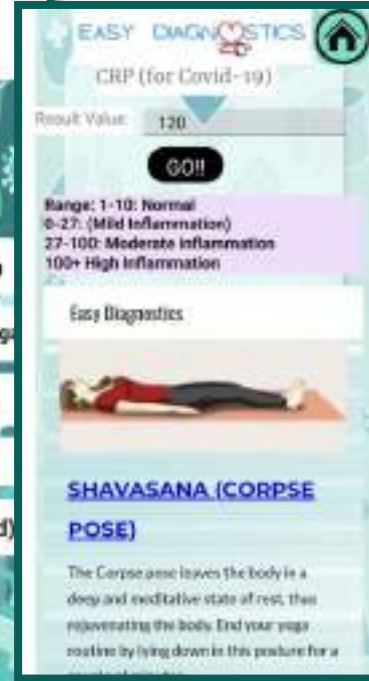 EASY DIAGNOSTICS
CRP (for Covid-19)
Result Value: 120
GO!!
Range: 1-10: Normal
0-27: (Mild Inflammation)
27-100: Moderate inflammation
100+ High Inflammation
Easy Diagnostics
SHAVASANA (CORPSE
POSE)
The Corpse pose leaves the body in a
deep and meditative state of rest, thus
rejuvenating the body. End your yoga
routine by lying down in this posture for a
couple of minutes